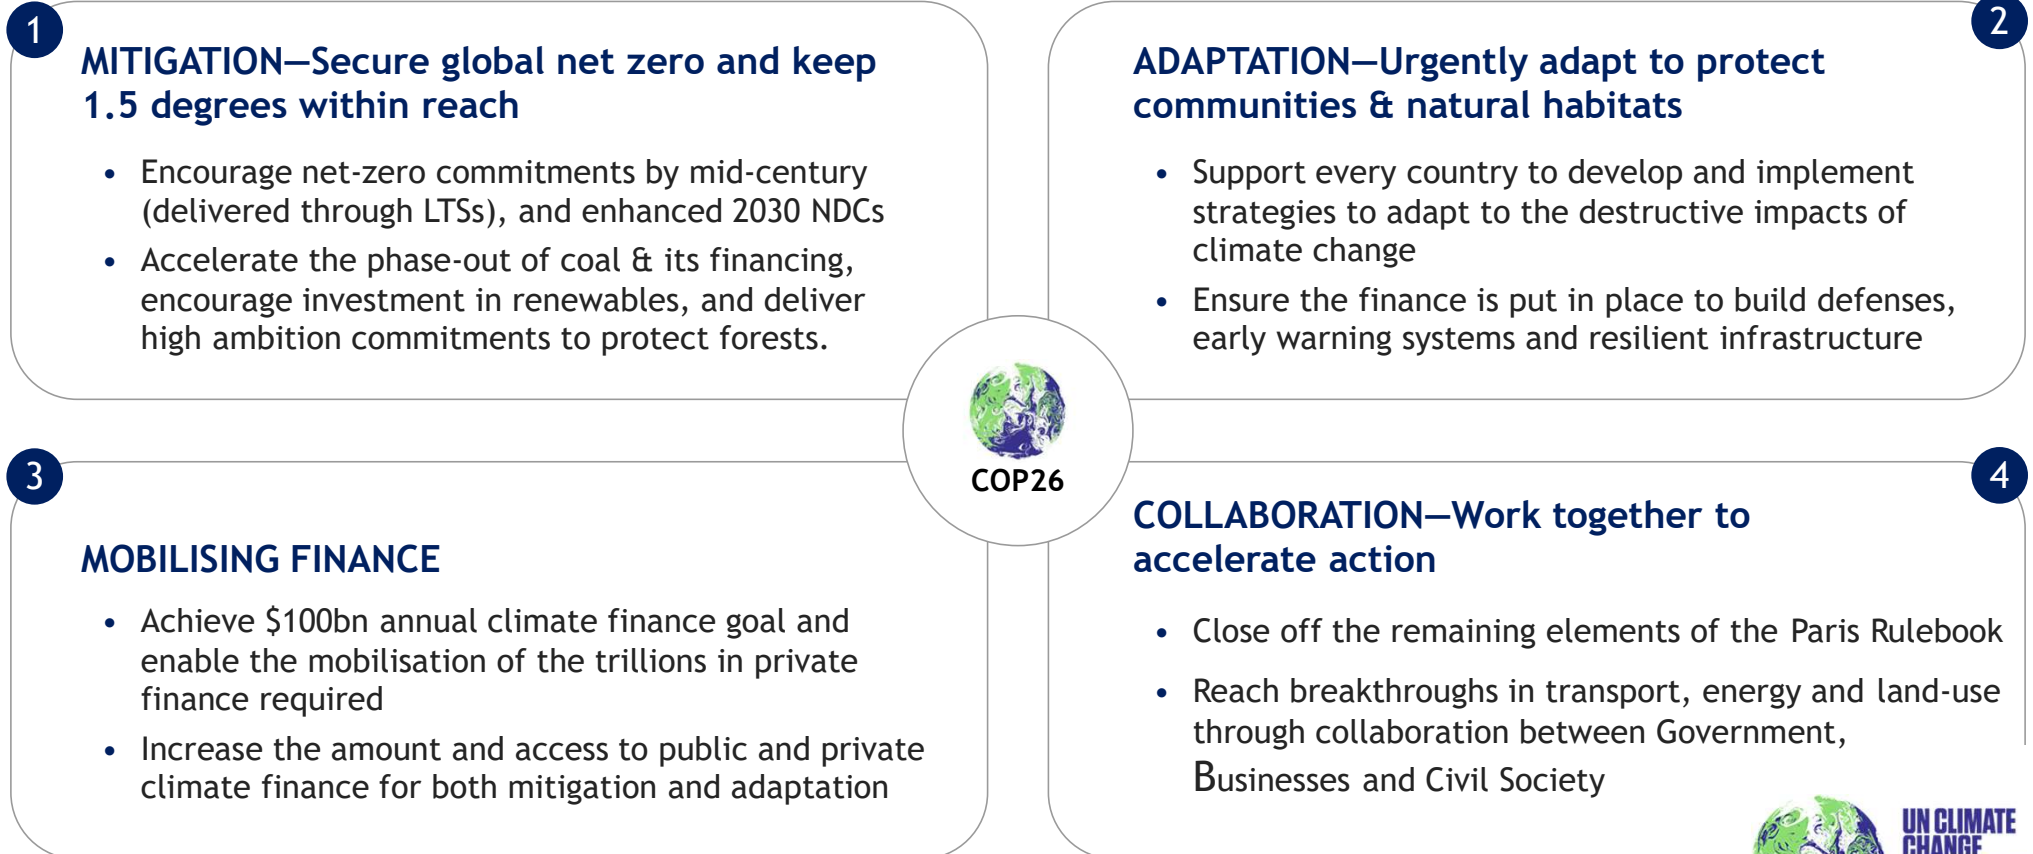 1
MITIGATION—Secure global net zero and keep
1.5 degrees within reach
• Encourage net-zero commitments by mid-century
(delivered through LTSs), and enhanced 2030 NDCs
• Accelerate the phase-out of coal & its financing,
encourage investment in renewables, and deliver
high ambition commitments to protect forests.
2
ADAPTATION—Urgently adapt to protect
communities & natural habitats
• Support every country to develop and implement
strategies to adapt to the destructive impacts of
climate change
• Ensure the finance is put in place to build defenses,
early warning systems and resilient infrastructure
COP26
3
MOBILISING FINANCE
• Achieve $100bn annual climate finance goal and
enable the mobilisation of the trillions in private
finance required
• Increase the amount and access to public and private
climate finance for both mitigation and adaptation
4
COLLABORATION—Work together to
accelerate action
• Close off the remaining elements of the Paris Rulebook
• Reach breakthroughs in transport, energy and land-use
through collaboration between Government,
Businesses and Civil Society
UN CLIMATE
CHANGE